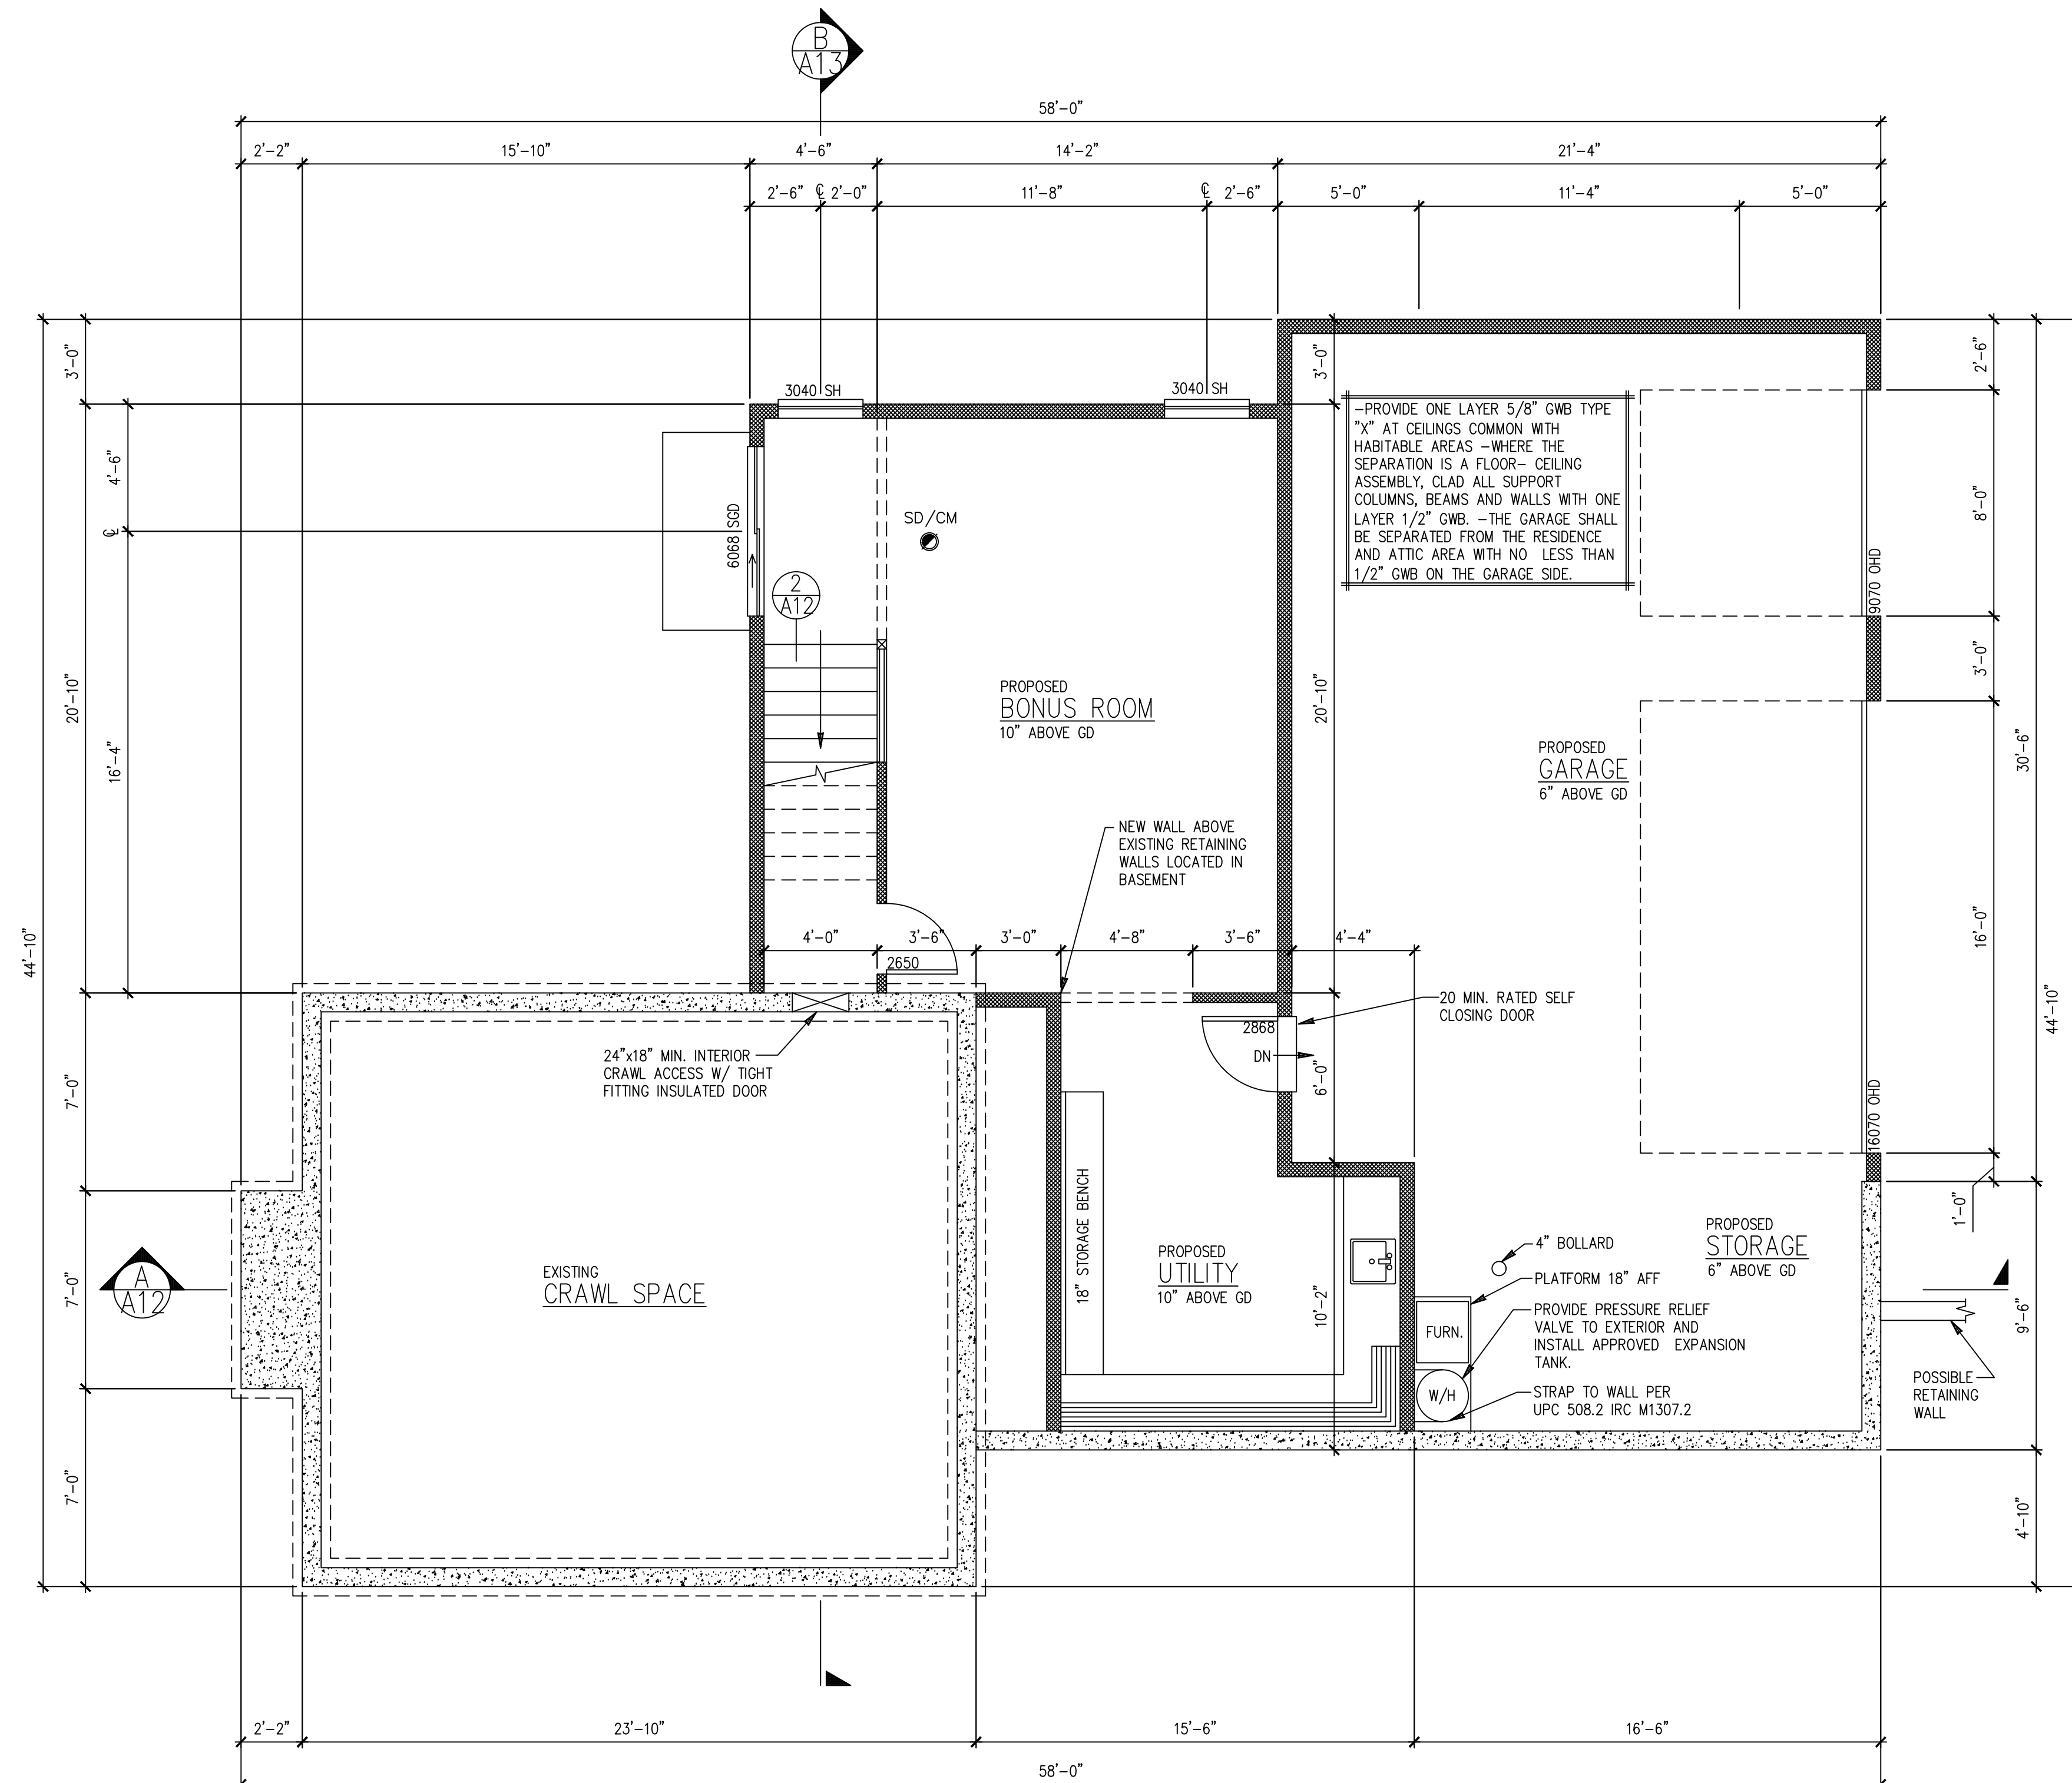 B
A13
58'-0"
2'-2" 15'-10" 4'-6" 14'-2" 21'-4"
2'-6" ℄ 2'-0" 11'-8" ℄ 2'-6" 5'-0" 11'-4" 5'-0"
3040 SH
3040 SH
3'-0"
3'-0"
2'-6"
-PROVIDE ONE LAYER 5/8" GWB TYPE
"X" AT CEILINGS COMMON WITH
HABITABLE AREAS -WHERE THE
SEPARATION IS A FLOOR- CEILING
ASSEMBLY, CLAD ALL SUPPORT
COLUMNS, BEAMS AND WALLS WITH ONE
LAYER 1/2" GWB. -THE GARAGE SHALL
BE SEPARATED FROM THE RESIDENCE
AND ATTIC AREA WITH NO LESS THAN
1/2" GWB ON THE GARAGE SIDE.
4'-6"
℄
6068 SGD
SD/CM
8'-0"
9070 OHD
2
A12
3'-0"
20'-10"
16'-4"
PROPOSED
BONUS ROOM
10" ABOVE GD
20'-10"
PROPOSED
GARAGE
6" ABOVE GD
30'-6"
NEW WALL ABOVE
EXISTING RETAINING
WALLS LOCATED IN
BASEMENT
44'-10"
16'-0"
4'-0" 3'-6" 3'-0" 4'-8" 3'-6" 4'-4"
2650
20 MIN. RATED SELF
CLOSING DOOR
44'-10"
2868
DN
24"x18" MIN. INTERIOR
CRAWL ACCESS W/ TIGHT
FITTING INSULATED DOOR
7'-0"
6'-0"
16070 OHD
1'-0"
18" STORAGE BENCH
PROPOSED
UTILITY
10" ABOVE GD
10'-2"
4" BOLLARD
PROPOSED
STORAGE
6" ABOVE GD
PLATFORM 18" AFF
PROVIDE PRESSURE RELIEF
VALVE TO EXTERIOR AND
INSTALL APPROVED EXPANSION
TANK.
FURN.
W/H
STRAP TO WALL PER
UPC 508.2 IRC M1307.2
9'-6"
POSSIBLE
RETAINING
WALL
A
A12
7'-0"
EXISTING
CRAWL SPACE
7'-0"
4'-10"
2'-2" 23'-10" 15'-6" 16'-6"
58'-0"